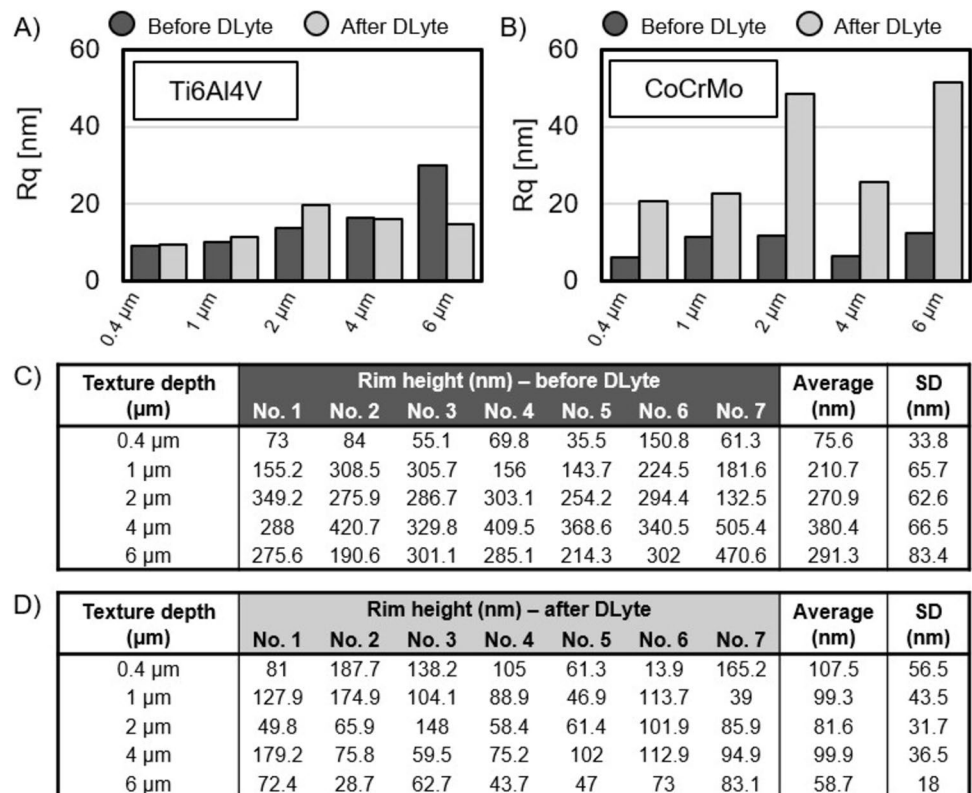 A) Before DLyte After DLyte
60
40
20
0
Rq [nm]
Ti6Al4V
0.4 µm 1 µm 2 µm 4 µm 6 µm
B) Before DLyte After DLyte
60
40
20
0
Rq [nm]
CoCrMo
0.4 µm 1 µm 2 µm 4 µm 6 µm
C) Texture depth (µm) Rim height (nm) – before DLyte Average (nm) SD (nm)
No. 1 No. 2 No. 3 No. 4 No. 5 No. 6 No. 7
0.4 µm 73 84 55.1 69.8 35.5 150.8 61.3 75.6 33.8
1 µm 155.2 308.5 305.7 156 143.7 224.5 181.6 210.7 65.7
2 µm 349.2 275.9 286.7 303.1 254.2 294.4 132.5 270.9 62.6
4 µm 288 420.7 329.8 409.5 368.6 340.5 505.4 380.4 66.5
6 µm 275.6 190.6 301.1 285.1 214.3 302 470.6 291.3 83.4
D) Texture depth (µm) Rim height (nm) – after DLyte Average (nm) SD (nm)
No. 1 No. 2 No. 3 No. 4 No. 5 No. 6 No. 7
0.4 µm 81 187.7 138.2 105 61.3 13.9 165.2 107.5 56.5
1 µm 127.9 174.9 104.1 88.9 46.9 113.7 39 99.3 43.5
2 µm 49.8 65.9 148 58.4 61.4 101.9 85.9 81.6 31.7
4 µm 179.2 75.8 59.5 75.2 102 112.9 94.9 99.9 36.5
6 µm 72.4 28.7 62.7 43.7 47 73 83.1 58.7 18